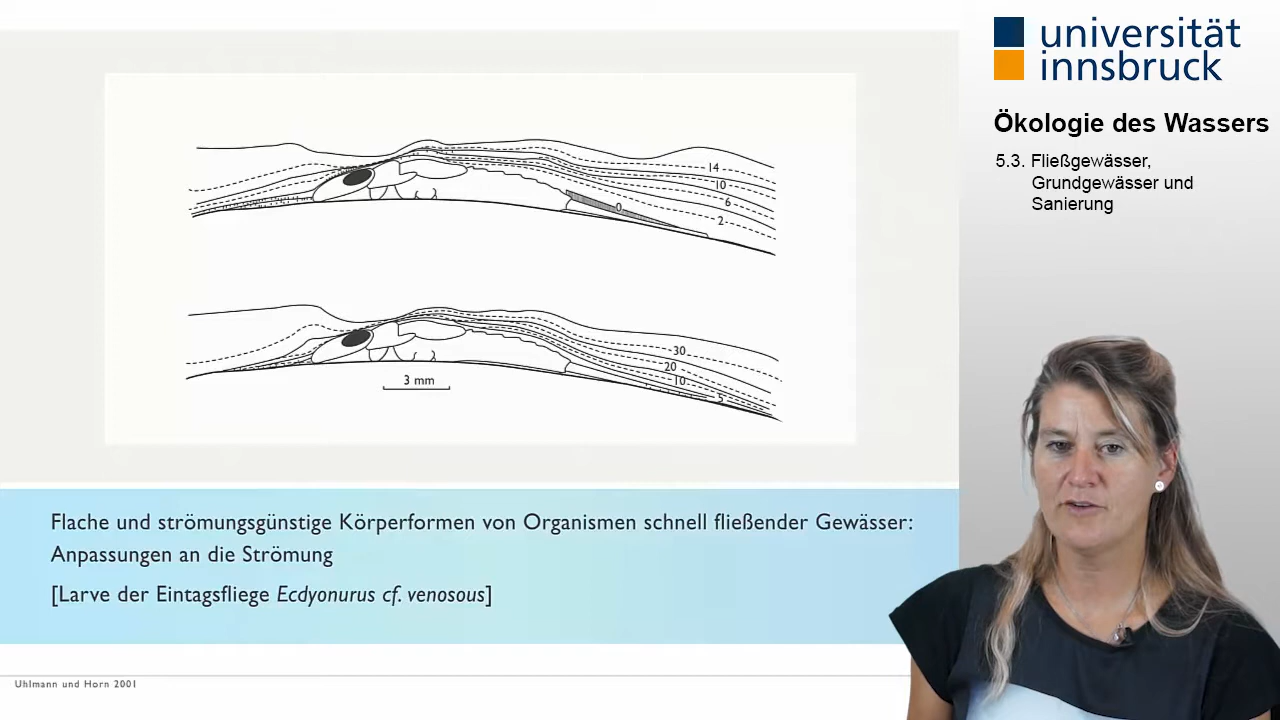 universität
innsbruck
Ökologie des Wassers
5.3. Fließgewässer,
Grundgewässer und
Sanierung
14
10
6
0
2
30
20
10
5
3 mm
Flache und strömungsgünstige Körperformen von Organismen schnell fließender Gewässer:
Anpassungen an die Strömung
[Larve der Eintagsfliege Ecdyonurus cf. venosous]
Uhlmann und Horn 2001